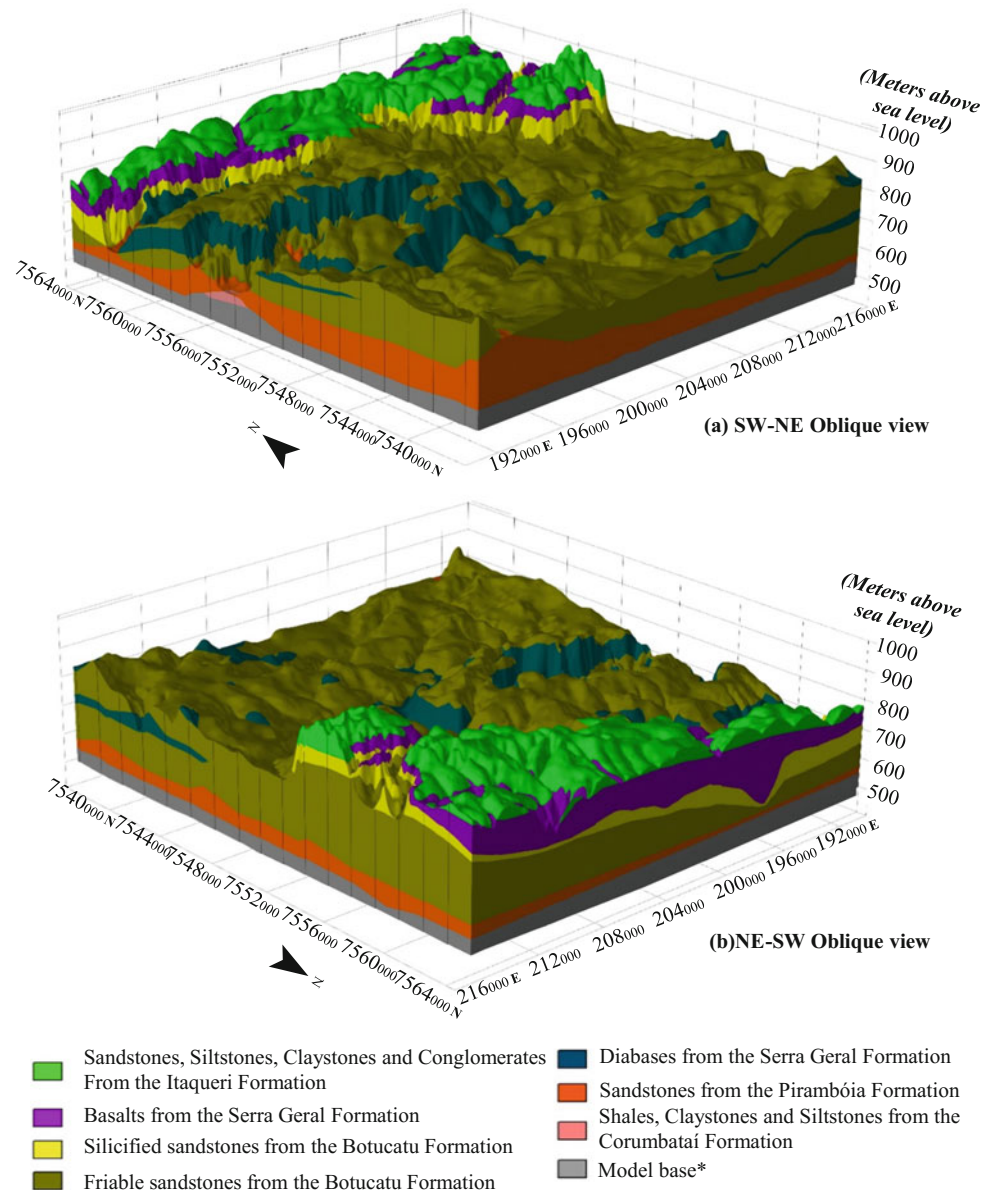 (Meters above
sea level)
1000
900
800
700
600
500
7564000 N
7560000
7556000
7552000
7548000
7544000
7540000 N
192000 E
196000
200000
204000
208000
212000
216000 E
N
(a) SW-NE Oblique view
(Meters above
sea level)
1000
900
800
700
600
500
7540000 N
7544000
7548000
7552000
7556000
7560000
7564000 N
216000 E
212000
208000
204000
200000
196000
192000 E
N
(b)NE-SW Oblique view
Sandstones, Siltstones, Claystones and Conglomerates
From the Itaqueri Formation
Basalts from the Serra Geral Formation
Silicified sandstones from the Botucatu Formation
Friable sandstones from the Botucatu Formation
Diabases from the Serra Geral Formation
Sandstones from the Pirambóia Formation
Shales, Claystones and Siltstones from the
Corumbataí Formation
Model base*